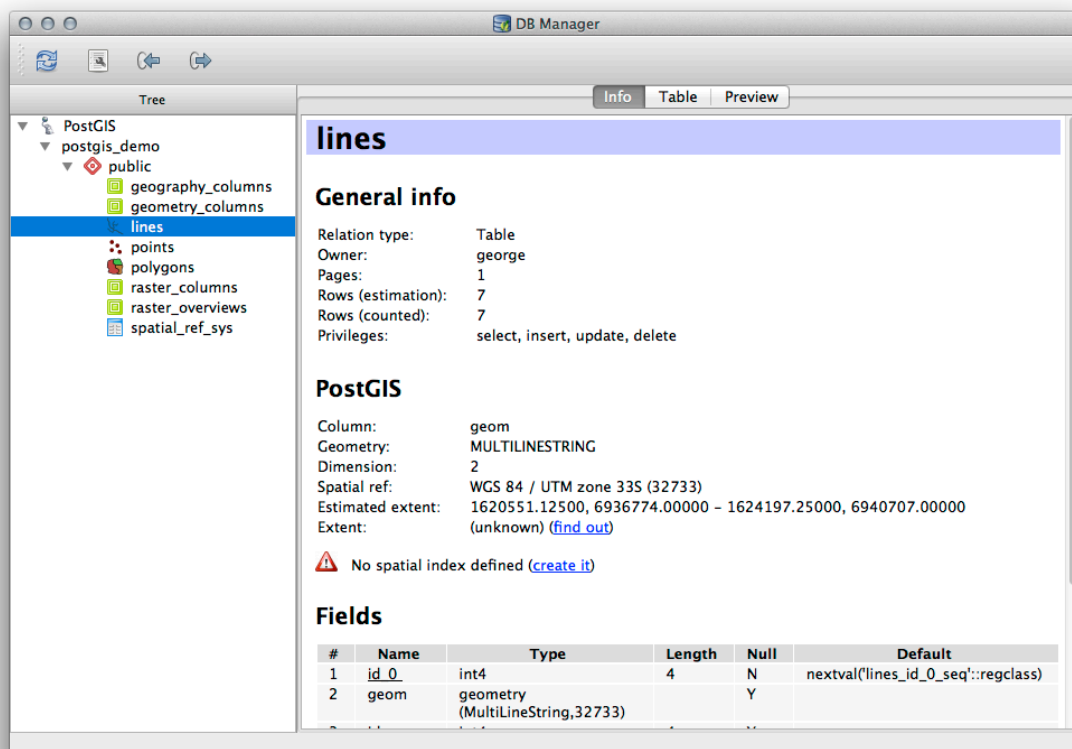 DB Manager
Tree
Info Table Preview
PostGIS
postgis_demo
public
geography_columns
geometry_columns
lines
points
polygons
raster_columns
raster_overviews
spatial_ref_sys
lines
General info
Relation type: Table
Owner: george
Pages: 1
Rows (estimation): 7
Rows (counted): 7
Privileges: select, insert, update, delete
PostGIS
Column: geom
Geometry: MULTILINESTRING
Dimension: 2
Spatial ref: WGS 84 / UTM zone 33S (32733)
Estimated extent: 1620551.12500, 6936774.00000 - 1624197.25000, 6940707.00000
Extent: (unknown) (find out)
No spatial index defined (create it)
Fields
# Name Type Length Null Default
1 id_0 int4 4 N nextval('lines_id_0_seq'::regclass)
2 geom geometry (MultiLineString,32733) Y